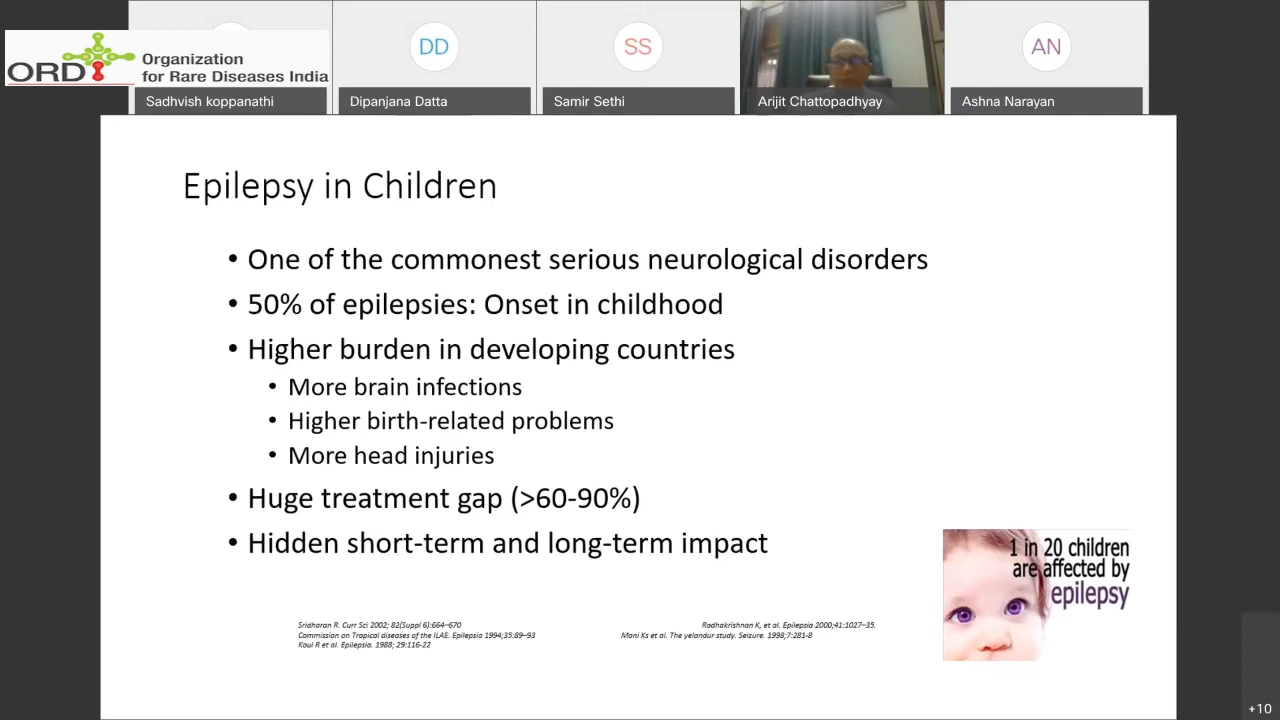 ORDI
Organization
for Rare Diseases India
Sadhvish koppanathi
DD
Dipanjana Datta
SS
Samir Sethi
Arijit Chattopadhyay
AN
Ashna Narayan
Epilepsy in Children
• One of the commonest serious neurological disorders
• 50% of epilepsies: Onset in childhood
• Higher burden in developing countries
• More brain infections
• Higher birth-related problems
• More head injuries
• Huge treatment gap (>60-90%)
• Hidden short-term and long-term impact
1 in 20 children
are affected by
epilepsy
Sridharan R. Curr Sci 2002; 82(Suppl 6):664–670
Commission on Tropical diseases of the ILAE. Epilepsia 1994;35:89–93
Kaul R et al. Epilepsia. 1988; 29:116-22
Radhakrishnan K, et al. Epilepsia 2000;41:1027–35.
Mani Ks et al. The yelandur study. Seizure. 1998;7:281-8
+10